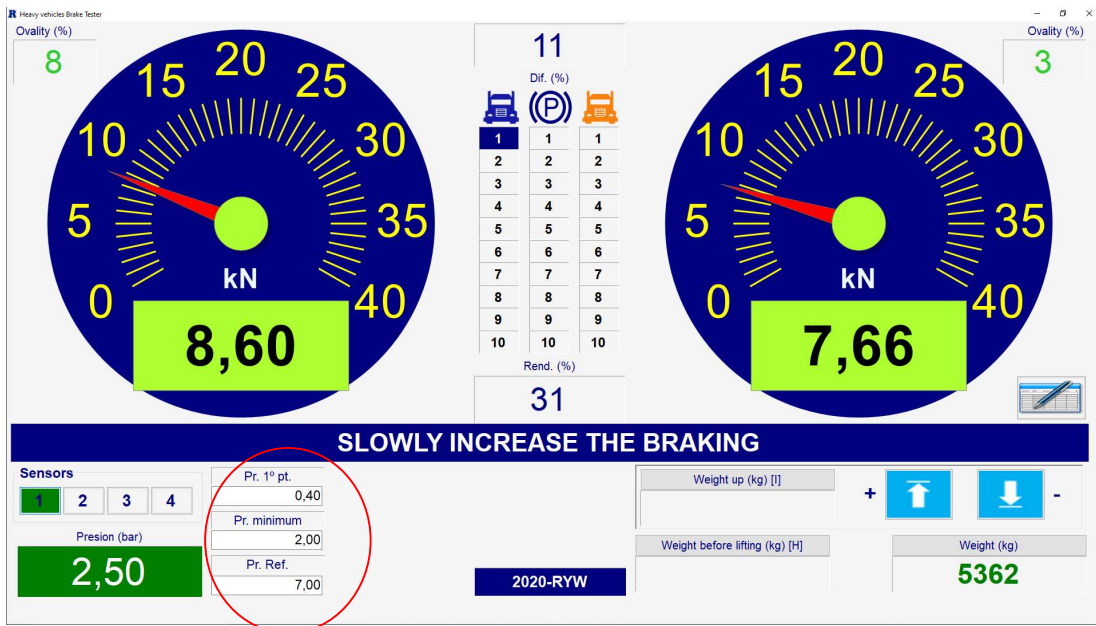 R Heavy vehicles Brake Tester
Ovality (%)
8
0 5 10 15 20 25 30 35 40
kN
8,60
11
Dif. (%)
P
1 1 1
2 2 2
3 3 3
4 4 4
5 5 5
6 6 6
7 7 7
8 8 8
9 9 9
10 10 10
Rend. (%)
31
Ovality (%)
3
0 5 10 15 20 25 30 35 40
kN
7,66
SLOWLY INCREASE THE BRAKING
Sensors
1 2 3 4
Presion (bar)
2,50
Pr. 1º pt.
0,40
Pr. minimum
2,00
Pr. Ref.
7,00
2020-RYW
Weight up (kg) [I]
+ -
Weight before lifting (kg) [H]
Weight (kg)
5362